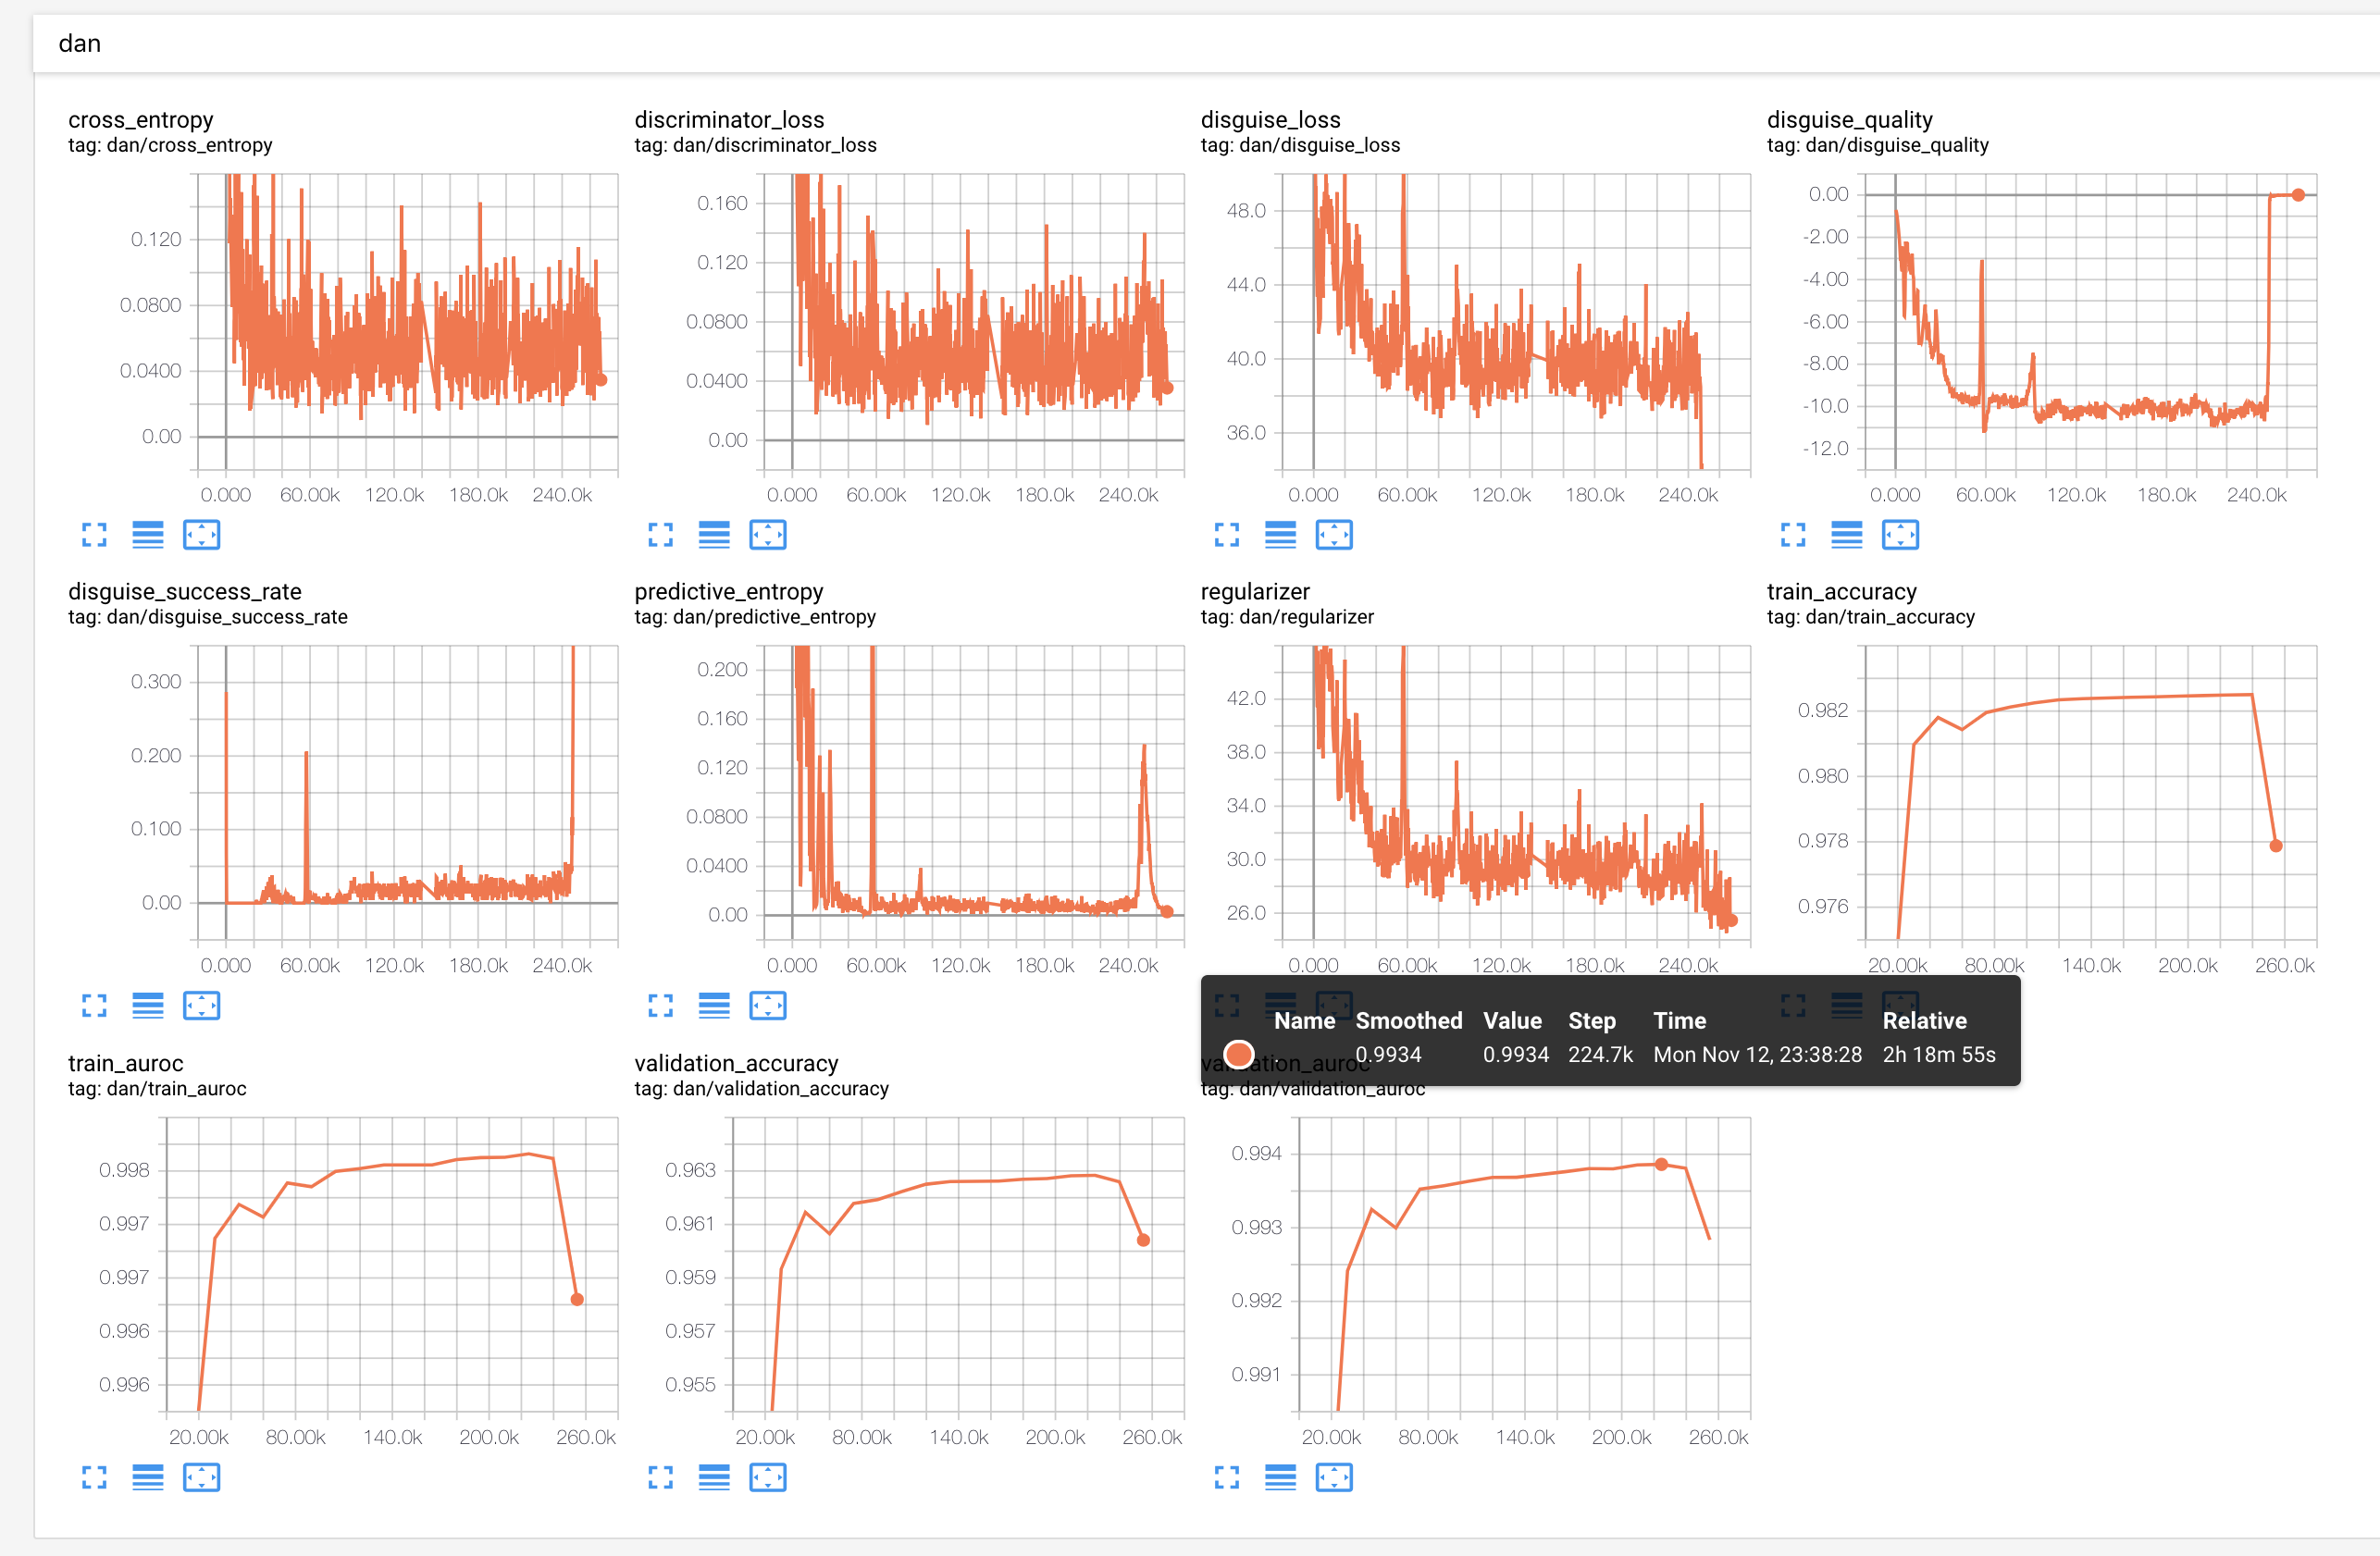 dan
cross_entropy
tag: dan/cross_entropy
0.120
0.0800
0.0400
0.00
0.000 60.00k 120.0k 180.0k 240.0k
discriminator_loss
tag: dan/discriminator_loss
0.160
0.120
0.0800
0.0400
0.00
0.000 60.00k 120.0k 180.0k 240.0k
disguise_loss
tag: dan/disguise_loss
48.0
44.0
40.0
36.0
0.000 60.00k 120.0k 180.0k 240.0k
disguise_quality
tag: dan/disguise_quality
0.00
-2.00
-4.00
-6.00
-8.00
-10.0
-12.0
0.000 60.00k 120.0k 180.0k 240.0k
disguise_success_rate
tag: dan/disguise_success_rate
0.300
0.200
0.100
0.00
0.000 60.00k 120.0k 180.0k 240.0k
predictive_entropy
tag: dan/predictive_entropy
0.200
0.160
0.120
0.0800
0.0400
0.00
0.000 60.00k 120.0k 180.0k 240.0k
regularizer
tag: dan/regularizer
42.0
38.0
34.0
30.0
26.0
0.000 60.00k 120.0k 180.0k 240.0k
train_accuracy
tag: dan/train_accuracy
0.982
0.980
0.978
0.976
20.00k 80.00k 140.0k 200.0k 260.0k
Name Smoothed Value Step Time Relative
. 0.9934 0.9934 224.7k Mon Nov 12, 23:38:28 2h 18m 55s
train_auroc
tag: dan/train_auroc
0.998
0.997
0.997
0.996
0.996
20.00k 80.00k 140.0k 200.0k 260.0k
validation_accuracy
tag: dan/validation_accuracy
0.963
0.961
0.959
0.957
0.955
20.00k 80.00k 140.0k 200.0k 260.0k
validation_auroc
tag: dan/validation_auroc
0.994
0.993
0.992
0.991
20.00k 80.00k 140.0k 200.0k 260.0k